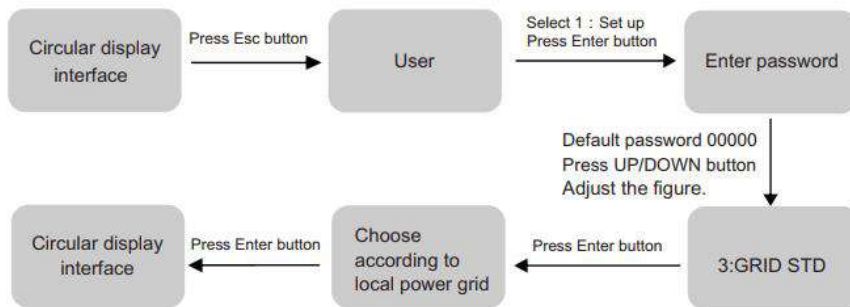 Circular display
interface
Press Esc button
User
Select 1 : Set up
Press Enter button
Enter password
Default password 00000
Press UP/DOWN button
Adjust the figure.
3:GRID STD
Press Enter button
Choose
according to
local power grid
Press Enter button
Circular display
interface